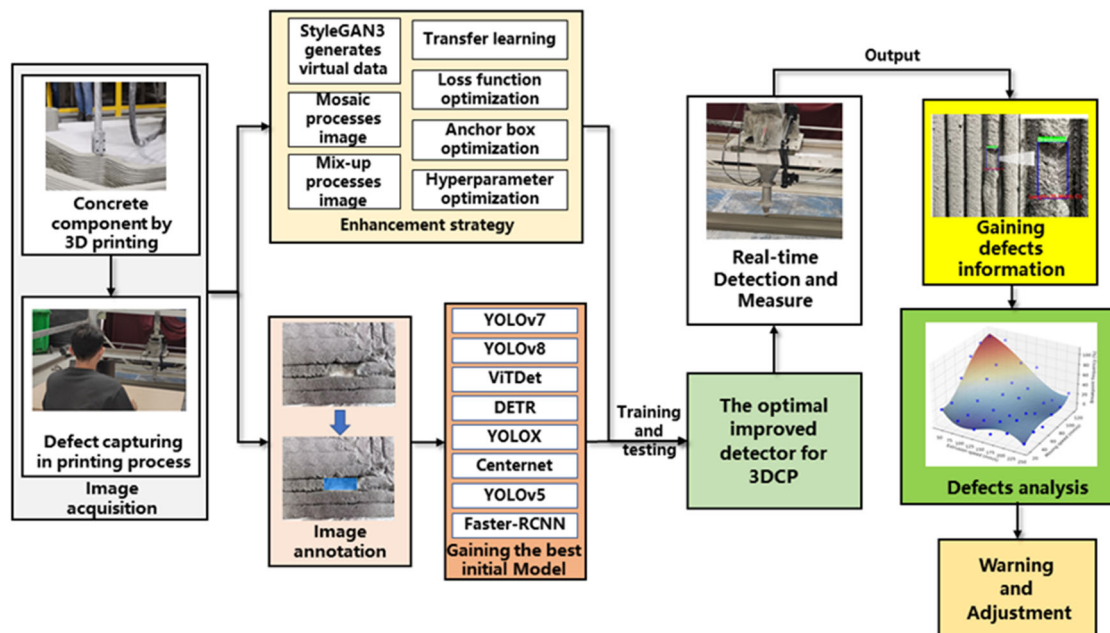 Concrete
component by
3D printing
Defect capturing
in printing process
Image
acquisition
StyleGAN3
generates
virtual data
Mosaic
processes
image
Mix-up
processes
image
Transfer learning
Loss function
optimization
Anchor box
optimization
Hyperparameter
optimization
Enhancement strategy
Image
annotation
YOLOv7
YOLOv8
ViTDet
DETR
YOLOX
Centernet
YOLOv5
Faster-RCNN
Gaining the best
initial Model
Training
and
testing
The optimal
improved
detector for
3DCP
Real-time
Detection and
Measure
Output
Gaining
defects
information
Defects analysis
Warning
and
Adjustment